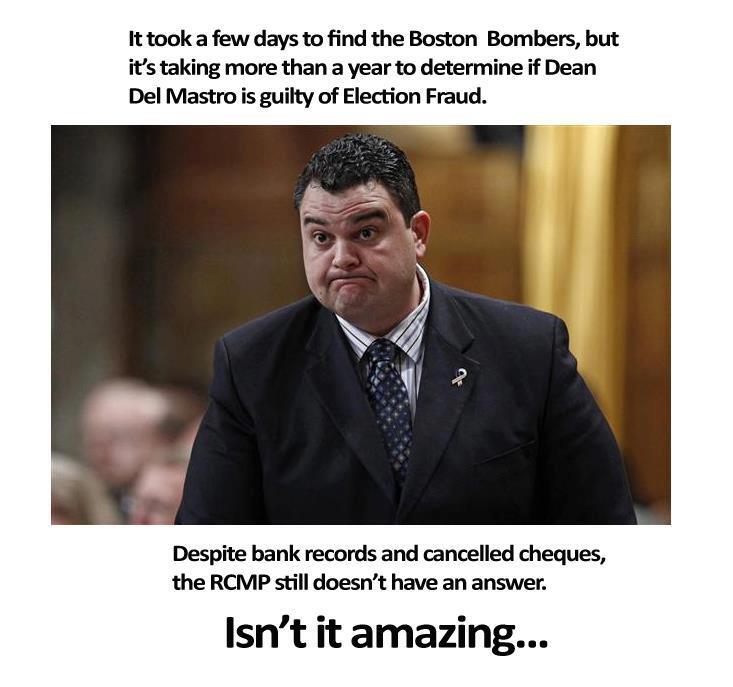 It took a few days to find the Boston Bombers, but
it's taking more than a year to determine if Dean
Del Mastro is guilty of Election Fraud.
Despite bank records and cancelled cheques,
the RCMP still doesn't have an answer.
Isn't it amazing...